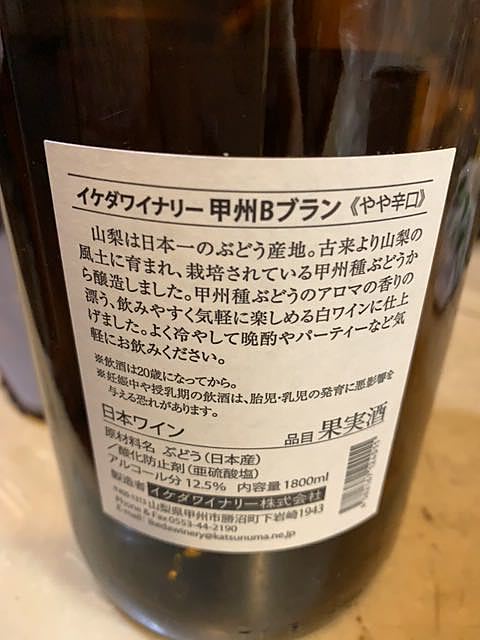 イケダワイナリー 甲州Bブラン《やや辛口》
山梨は日本一のぶどう産地。古来より山梨の
風土に育まれ、栽培されている甲州種ぶどうか
ら醸造しました。甲州種ぶどうのアロマの香りの
漂う、飲みやすく気軽に楽しめる白ワインに仕上
げました。よく冷やして晩酌やパーティーなど気
軽にお飲みください。
※飲酒は20歳になってから。
※妊娠中や授乳期の飲酒は、胎児・乳児の発育に悪影響を
与える恐れがあります。
日本ワイン 品目 果実酒
原材料名 ぶどう(日本産)
/酸化防止剤(亜硫酸塩)
アルコール分 12.5% 内容量 1800ml
製造者 イケダワイナリー株式会社
〒409-1313 山梨県甲州市勝沼町下岩崎1943
Phone & Fax 0553-44-2190
E-mail: ikedawinery@katsunuma.ne.jp